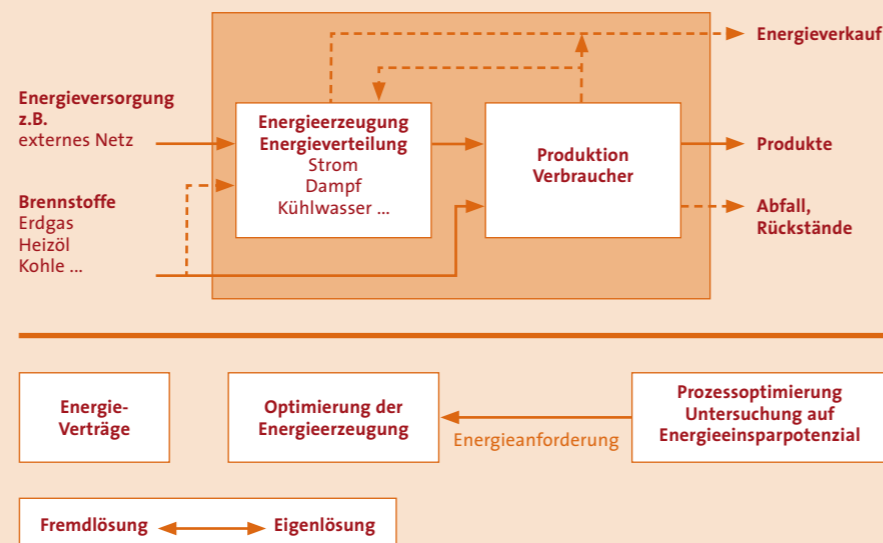 Energieverkauf
Energieversorgung
z.B.
externes Netz
Energieerzeugung
Energieverteilung
Strom
Dampf
Kühlwasser ...
Produktion
Verbraucher
Produkte
Brennstoffe
Erdgas
Heizöl
Kohle ...
Abfall,
Rückstände
Energie-
Verträge
Optimierung der
Energieerzeugung
Energieanforderung
Prozessoptimierung
Untersuchung auf
Energieeinsparpotenzial
Fremdlösung
Eigenlösung